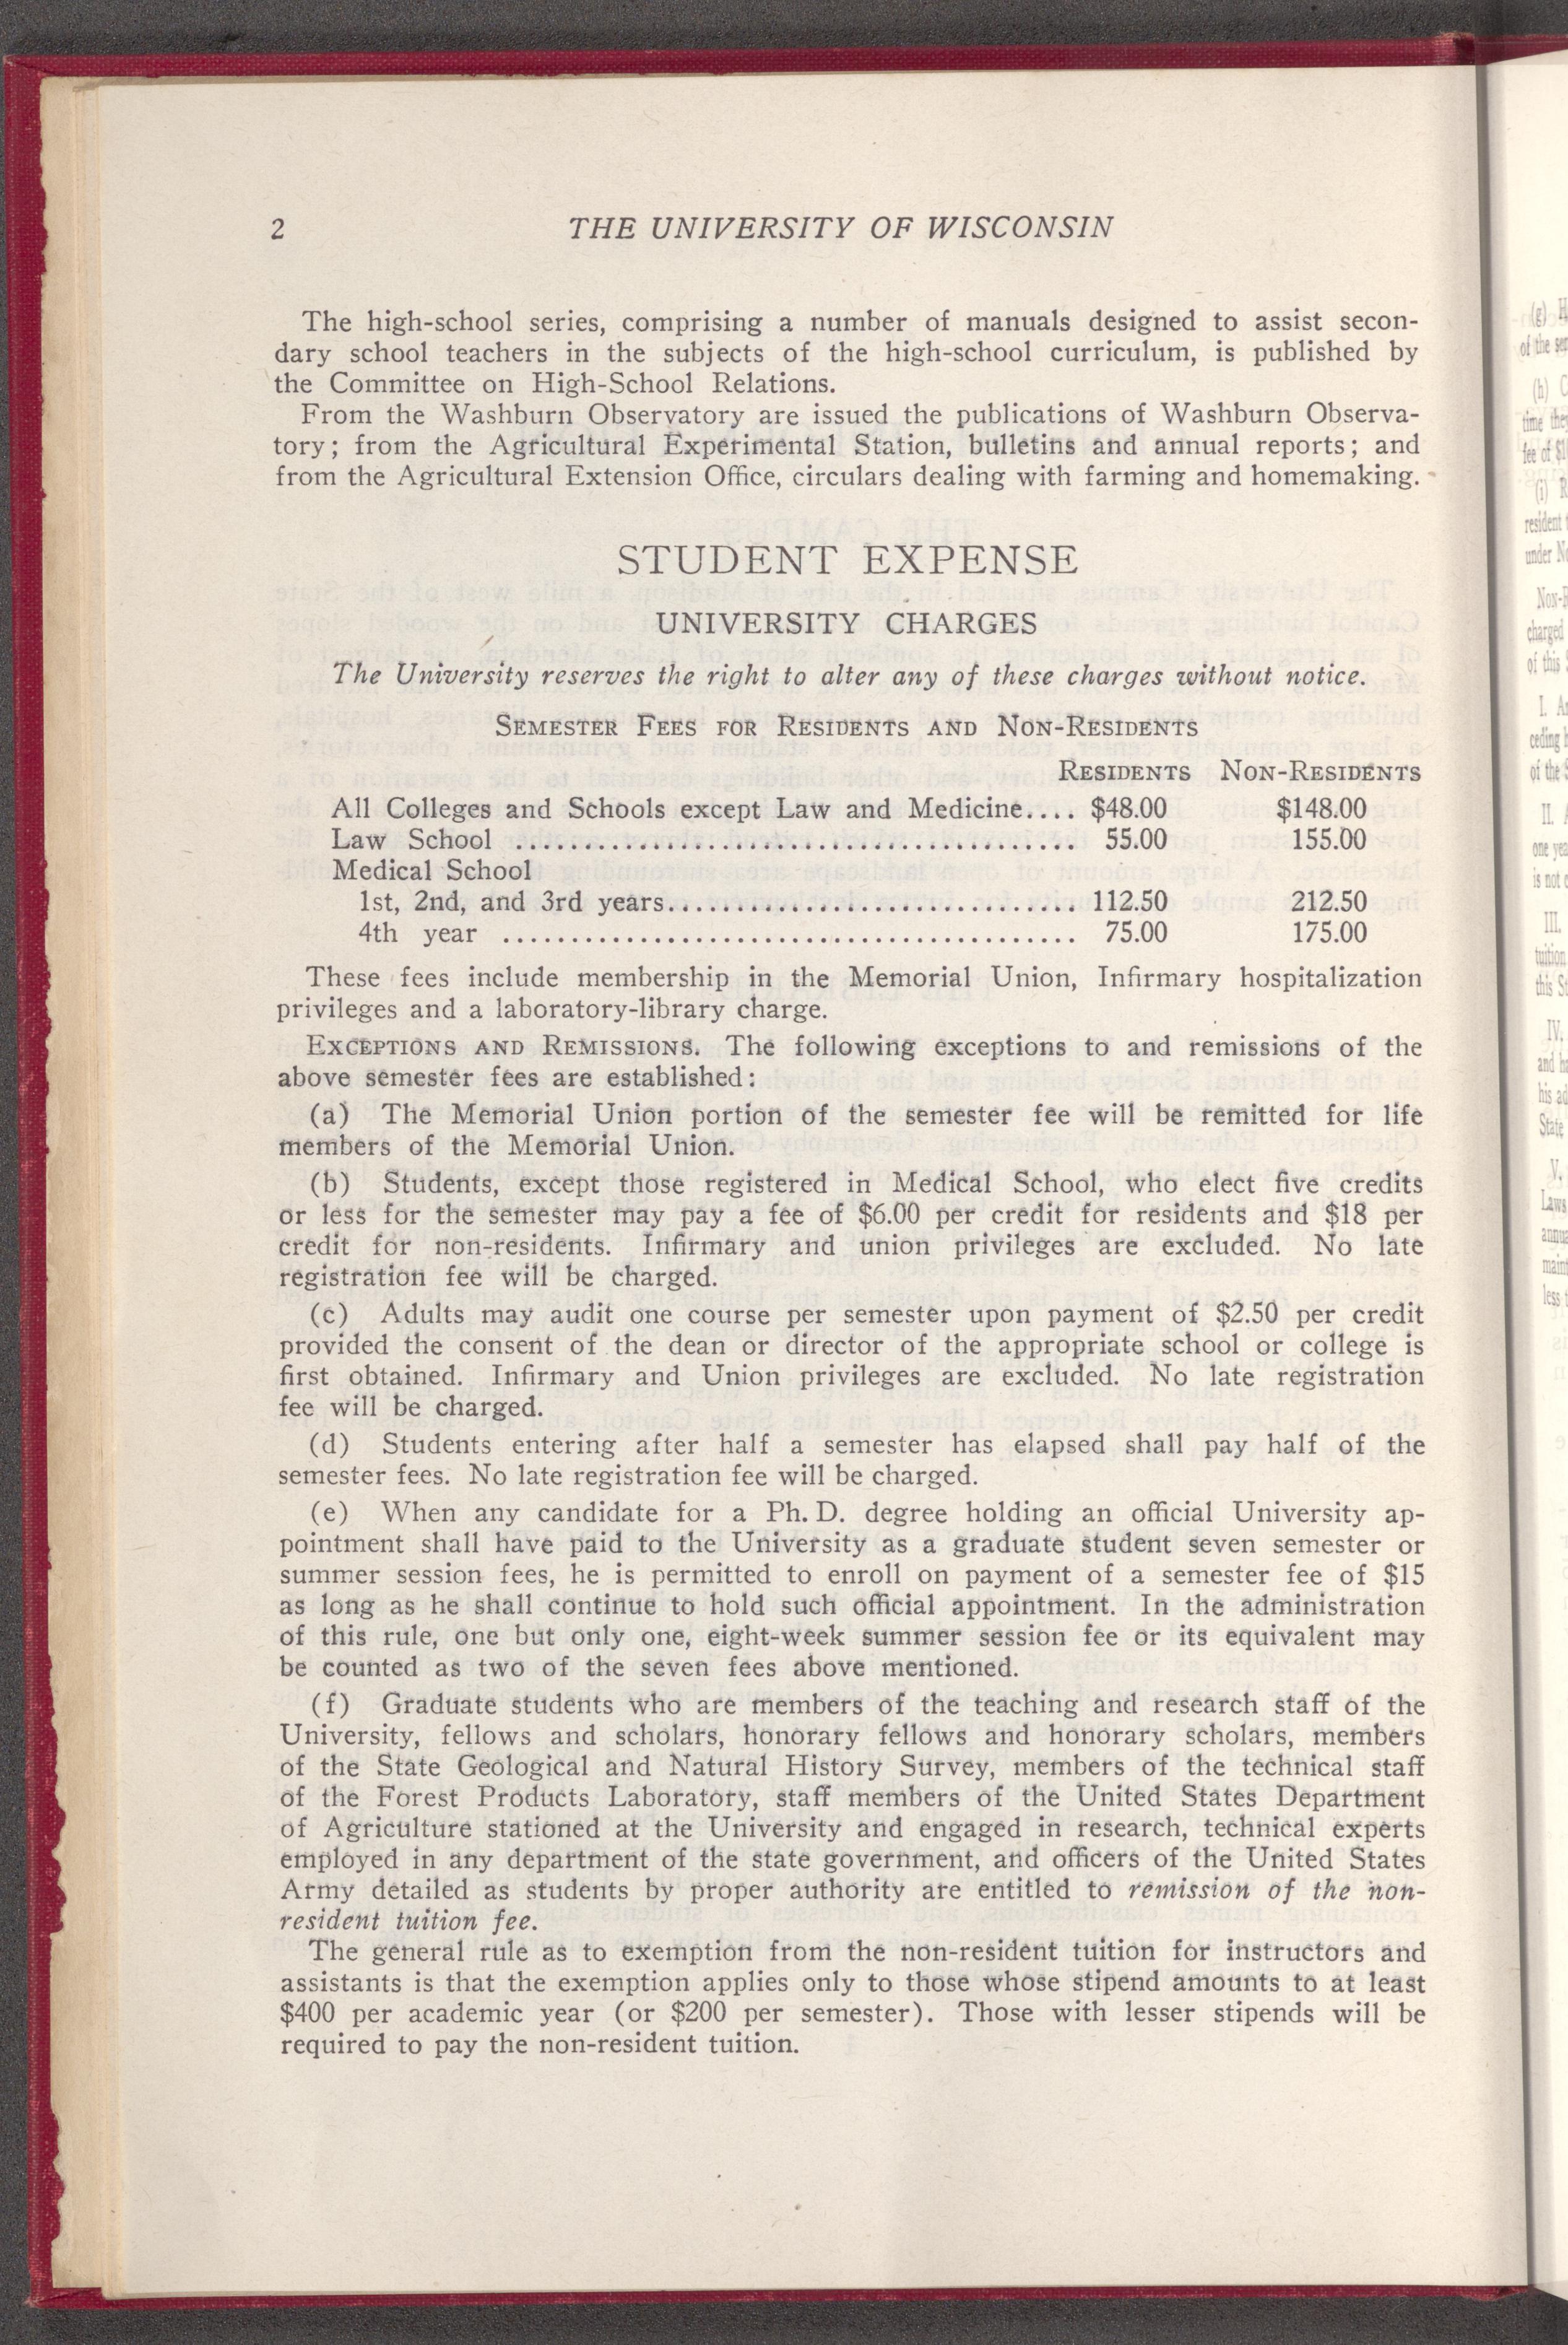 2 THE UNIVERSITY OF WISCONSIN
The high-school series, comprising a number of manuals designed to assist secon-
dary school teachers in the subjects of the high-school curriculum, is published by
the Committee on High-School Relations.
From the Washburn Observatory are issued the publications of Washburn Observa-
tory; from the Agricultural Experimental Station, bulletins and annual reports; and
from the Agricultural Extension Office, circulars dealing with farming and homemaking.
STUDENT EXPENSE
UNIVERSITY CHARGES
The University reserves the right to alter any of these charges without notice.
SEMESTER FEES FOR RESIDENTS AND NON-RESIDENTS
RESIDENTS NON-RESIDENTS
All Colleges and Schools except Law and Medicine.... $48.00 $148.00
Law School ........................................ 55.00 155.00
Medical School
1st, 2nd, and 3rd years............................. 112.50 212.50
4th year ......................................... 75.00 175.00
These fees include membership in the Memorial Union, Infirmary hospitalization
privileges and a laboratory-library charge.
EXCEPTIONS AND REMISSIONS. The following exceptions to and remissions of the
above semester fees are established:
(a) The Memorial Union portion of the semester fee will be remitted for life
members of the Memorial Union.
(b) Students, except those registered in Medical School, who elect five credits
or less for the semester may pay a fee of $6.00 per credit for residents and $18 per
credit for non-residents. Infirmary and union privileges are excluded. No late
registration fee will be charged.
(c) Adults may audit one course per semester upon payment of $2.50 per credit
provided the consent of the dean or director of the appropriate school or college is
first obtained. Infirmary and Union privileges are excluded. No late registration
fee will be charged.
(d) Students entering after half a semester has elapsed shall pay half of the
semester fees. No late registration fee will be charged.
(e) When any candidate for a Ph. D. degree holding an official University ap-
pointment shall have paid to the University as a graduate student seven semester or
summer session fees, he is permitted to enroll on payment of a semester fee of $15
as long as he shall continue to hold such official appointment. In the administration
of this rule, one but only one, eight-week summer session fee or its equivalent may
be counted as two of the seven fees above mentioned.
(f) Graduate students who are members of the teaching and research staff of the
University, fellows and scholars, honorary fellows and honorary scholars, members
of the State Geological and Natural History Survey, members of the technical staff
of the Forest Products Laboratory, staff members of the United States Department
of Agriculture stationed at the University and engaged in research, technical experts
employed in any department of the state government, and officers of the United States
Army detailed as students by proper authority are entitled to remission of the non-
resident tuition fee.
The general rule as to exemption from the non-resident tuition for instructors and
assistants is that the exemption applies only to those whose stipend amounts to at least
$400 per academic year (or $200 per semester). Those with lesser stipends will be
required to pay the non-resident tuition.
(g)
of the
(h)
time
fee of
(i)
resident
under
charged
of this
I.
ceding
of the
II.
one
is not
III.
tuition
this
IV.
and
his
State
V.
Laws
less